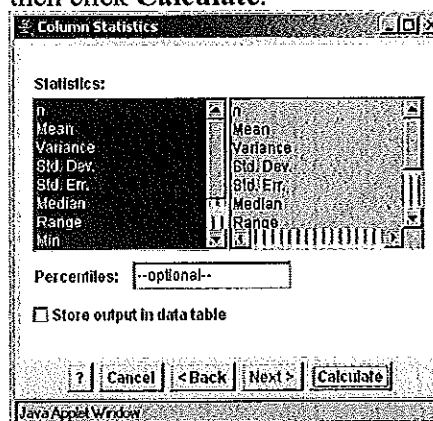 then click Calculate.
Column Statistics
Statistics:
n
Mean
Variance
Std. Dev.
Std. Err.
Median
Range
Min
n
Mean
Variance
Std. Dev.
Std. Err.
Median
Range
Percentiles: --optional--
Store output in data table
? Cancel <Back Next> Calculate
Java Applet Window